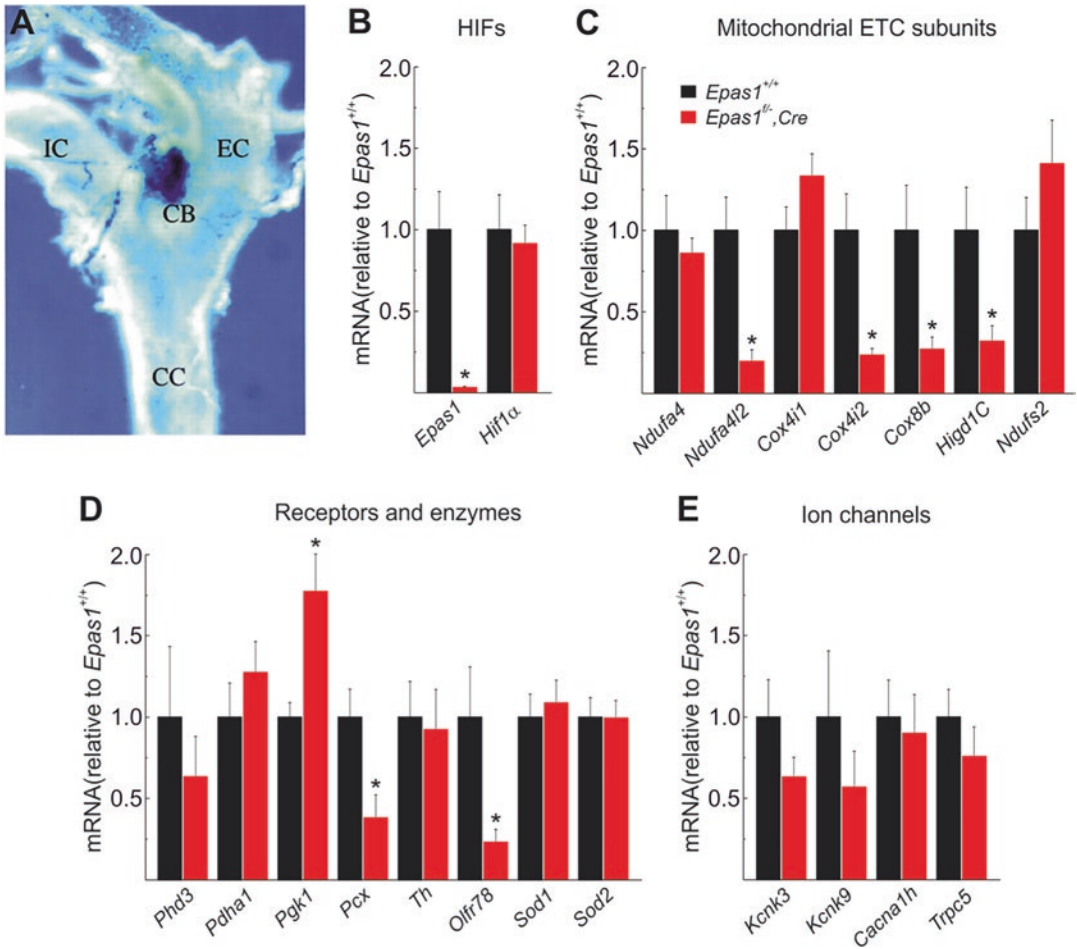 A
IC
EC
CB
CC
B
HIFs
mRNA(relative to Epas1+/+)
2.0
1.5
1.0
0.5
*
Epas1
Hif1α
C
Mitochondrial ETC subunits
Epas1+/+
Epas1f/-,Cre
mRNA(relative to Epas1+/+)
2.0
1.5
1.0
0.5
* * * *
Ndufa4
Ndufa4l2
Cox4i1
Cox4i2
Cox8b
Higd1C
Ndufs2
D
Receptors and enzymes
mRNA(relative to Epas1+/+)
2.0
1.5
1.0
0.5
* * *
Phd3
Pdha1
Pgk1
Pcx
Th
Olfr78
Sod1
Sod2
E
Ion channels
mRNA(relative to Epas1+/+)
2.0
1.5
1.0
0.5
Kcnk3
Kcnk9
Cacna1h
Trpc5